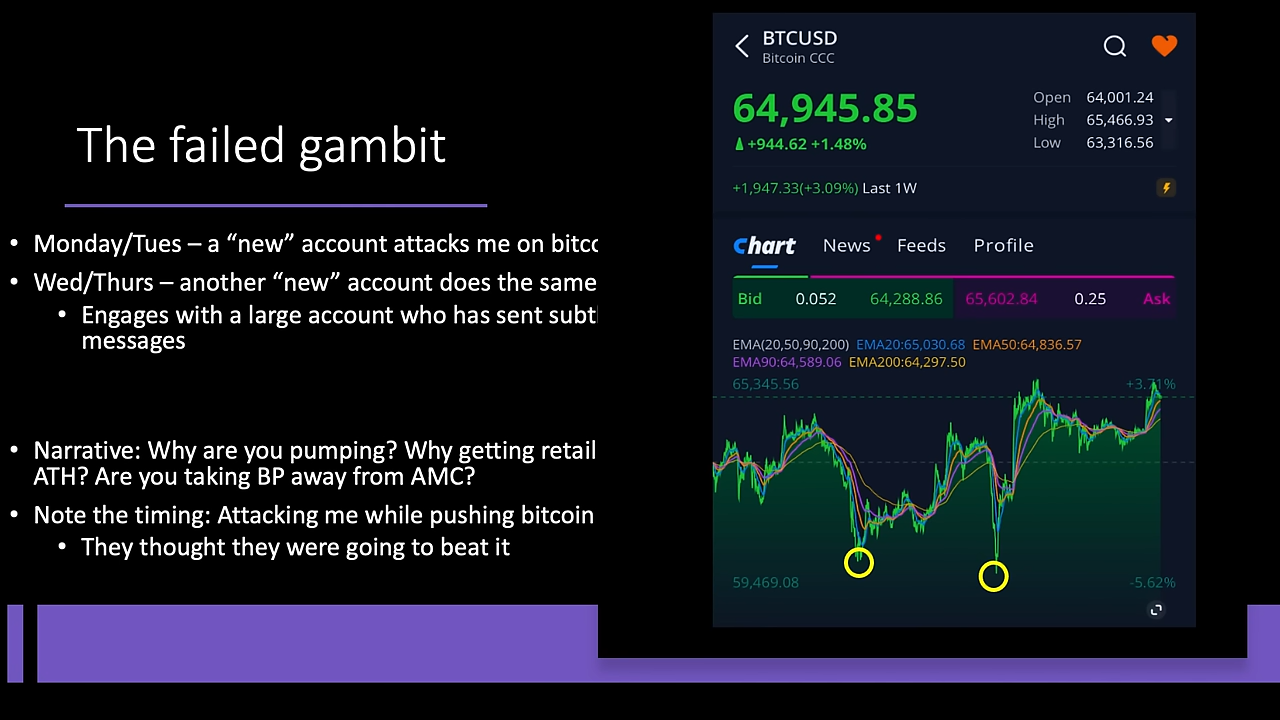 The failed gambit
• Monday/Tues – a “new” account attacks me on bitc
• Wed/Thurs – another “new” account does the same
• Engages with a large account who has sent subt
messages
• Narrative: Why are you pumping? Why getting retail
ATH? Are you taking BP away from AMC?
• Note the timing: Attacking me while pushing bitcoin
• They thought they were going to beat it
BTCUSD
Bitcoin CCC
64,945.85
+944.62 +1.48%
Open 64,001.24
High 65,466.93
Low 63,316.56
+1,947.33(+3.09%) Last 1W
Chart News Feeds Profile
Bid 0.052 64,288.86 65,602.84 0.25 Ask
EMA(20,50,90,200) EMA20:65,030.68 EMA50:64,836.57
EMA90:64,589.06 EMA200:64,297.50
65,345.56 +3.71%
59,469.08 -5.62%